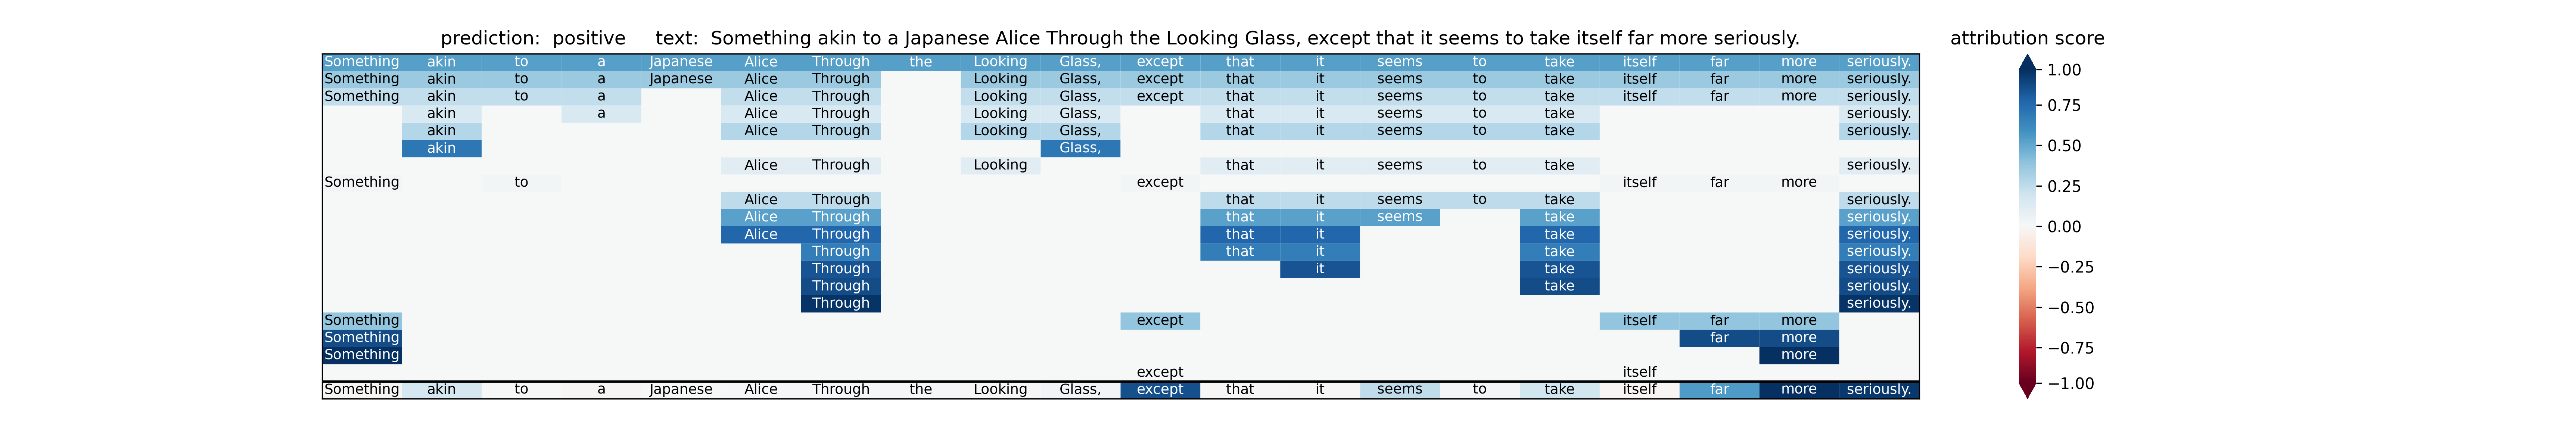 prediction: positive text: Something akin to a Japanese Alice Through the Looking Glass, except that it seems to take itself far more seriously.
attribution score
Something akin to a Japanese Alice Through the Looking Glass, except that it seems to take itself far more seriously.
Something akin to a Japanese Alice Through Looking Glass, except that it seems to take itself far more seriously.
Something akin to a Alice Through Looking Glass, except that it seems to take itself far more seriously.
akin a Alice Through Looking Glass, that it seems to take seriously.
akin Alice Through Looking Glass, that it seems to take seriously.
akin Glass,
Alice Through Looking that it seems to take seriously.
Something to except itself far more
Alice Through that it seems to take seriously.
Alice Through that it seems take seriously.
Alice Through that it take seriously.
Through that it take seriously.
Through it take seriously.
Through take seriously.
Through seriously.
Something except itself far more
Something far more
Something more
except itself
Something akin to a Japanese Alice Through the Looking Glass, except that it seems to take itself far more seriously.
1.00
0.75
0.50
0.25
0.00
−0.25
−0.50
−0.75
−1.00